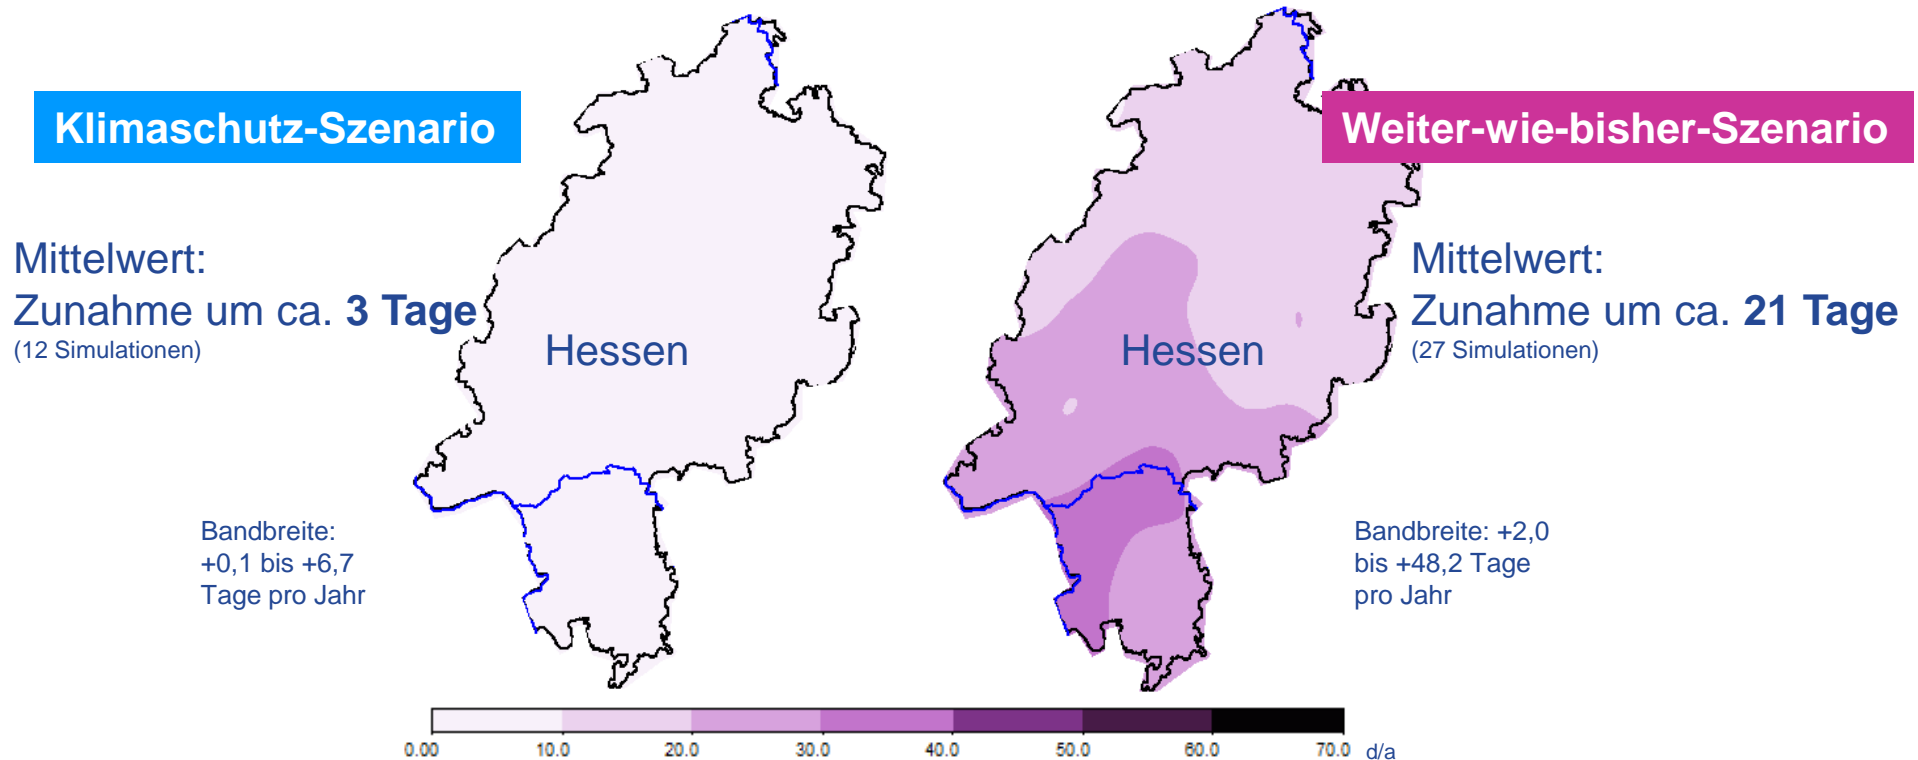 Klimaschutz-Szenario
Mittelwert:
Zunahme um ca. 3 Tage
(12 Simulationen)
Hessen
Bandbreite:
+0,1 bis +6,7
Tage pro Jahr
Weiter-wie-bisher-Szenario
Mittelwert:
Zunahme um ca. 21 Tage
(27 Simulationen)
Hessen
Bandbreite: +2,0
bis +48,2 Tage
pro Jahr
0.00 10.0 20.0 30.0 40.0 50.0 60.0 70.0 d/a